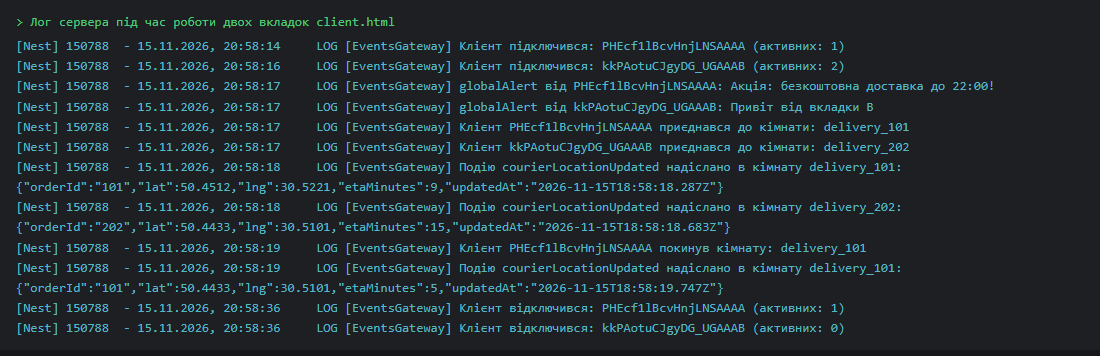 > Лог сервера під час роботи двох вкладок client.html
[Nest] 150788  - 15.11.2026, 20:58:14     LOG [EventsGateway] Клієнт підключився: PHEcf1lBcvHnjLNSAAAA (активних: 1)
[Nest] 150788  - 15.11.2026, 20:58:16     LOG [EventsGateway] Клієнт підключився: kkPAotuCJgyDG_UGAAAB (активних: 2)
[Nest] 150788  - 15.11.2026, 20:58:17     LOG [EventsGateway] globalAlert від PHEcf1lBcvHnjLNSAAAA: Акція: безкоштовна доставка до 22:00!
[Nest] 150788  - 15.11.2026, 20:58:17     LOG [EventsGateway] globalAlert від kkPAotuCJgyDG_UGAAAB: Привіт від вкладки B
[Nest] 150788  - 15.11.2026, 20:58:17     LOG [EventsGateway] Клієнт PHEcf1lBcvHnjLNSAAAA приєднався до кімнати: delivery_101
[Nest] 150788  - 15.11.2026, 20:58:17     LOG [EventsGateway] Клієнт kkPAotuCJgyDG_UGAAAB приєднався до кімнати: delivery_202
[Nest] 150788  - 15.11.2026, 20:58:18     LOG [EventsGateway] Подію courierLocationUpdated надіслано в кімнату delivery_101:
{"orderId":"101","lat":50.4512,"lng":30.5221,"etaMinutes":9,"updatedAt":"2026-11-15T18:58:18.287Z"}
[Nest] 150788  - 15.11.2026, 20:58:18     LOG [EventsGateway] Подію courierLocationUpdated надіслано в кімнату delivery_202:
{"orderId":"202","lat":50.4433,"lng":30.5101,"etaMinutes":15,"updatedAt":"2026-11-15T18:58:18.683Z"}
[Nest] 150788  - 15.11.2026, 20:58:19     LOG [EventsGateway] Клієнт PHEcf1lBcvHnjLNSAAAA покинув кімнату: delivery_101
[Nest] 150788  - 15.11.2026, 20:58:19     LOG [EventsGateway] Подію courierLocationUpdated надіслано в кімнату delivery_101:
{"orderId":"101","lat":50.4433,"lng":30.5101,"etaMinutes":5,"updatedAt":"2026-11-15T18:58:19.747Z"}
[Nest] 150788  - 15.11.2026, 20:58:36     LOG [EventsGateway] Клієнт відключився: PHEcf1lBcvHnjLNSAAAA (активних: 1)
[Nest] 150788  - 15.11.2026, 20:58:36     LOG [EventsGateway] Клієнт відключився: kkPAotuCJgyDG_UGAAAB (активних: 0)